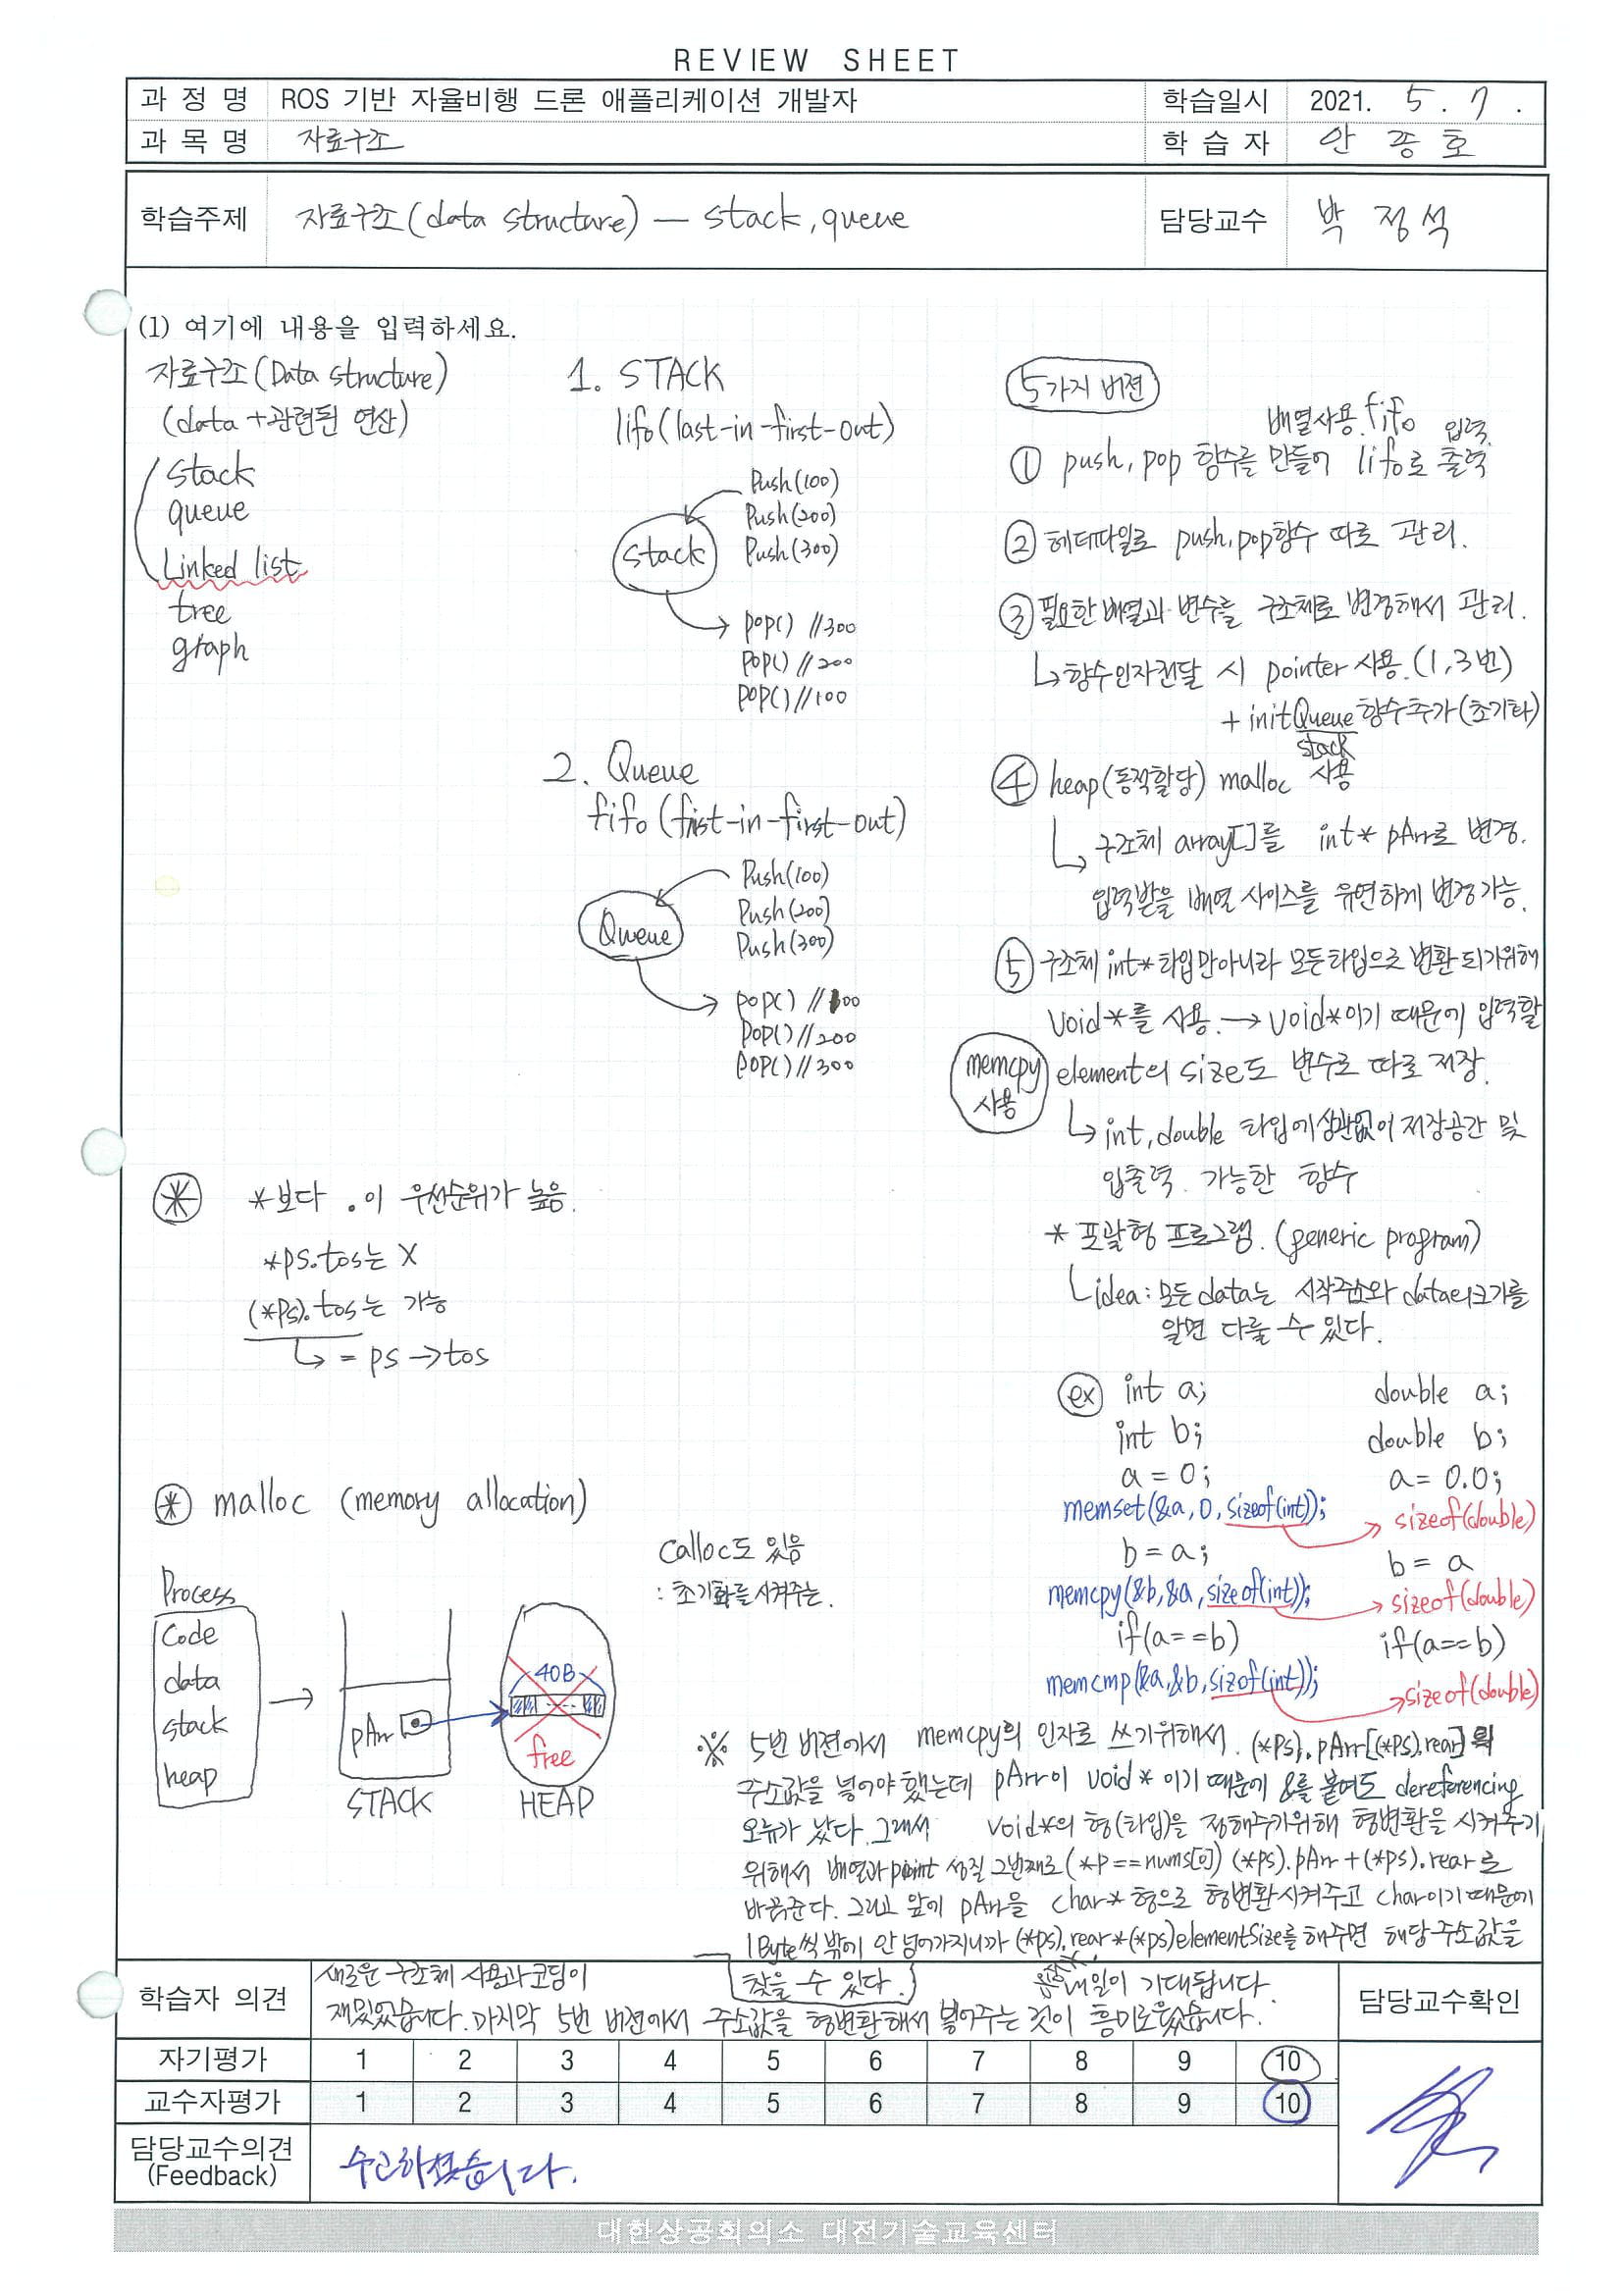 REVIEW SHEET
과 정 명 ROS 기반 자율비행 드론 애플리케이션 개발자 학습일시 2021. 5. 7.
과 목 명 자료구조 학 습 자 안 종 호
학습주제 자료구조(data structure) — stack, queue 담당교수 박 정 석
(1) 여기에 내용을 입력하세요.
자료구조(Data structure)
(data + 관련된 연산)
stack
queue
Linked list
tree
graph
1. STACK
lifo(last-in-first-out)
Push(100)
Push(200)
Push(300)
stack
pop() //300
pop() //200
pop() //100
2. Queue
fifo(fist-in-first-out)
Push(100)
Push(200)
Push(300)
Queue
pop() //100
pop() //200
pop() //300
5가지 버젼
배열사용. fifo 입력
① push, pop 함수를 만들어 lifo로 출력
② 헤더파일로 push, pop함수 따로 관리.
③ 필요한 배열과 변수를 구조체로 변경해서 관리.
↳ 함수인자전달 시 pointer 사용.(1,3번)
+ initQueue 함수추가(초기화)
stack
④ heap(동적할당) malloc 사용
↳ 구조체 array[]를 int* pArr로 변경.
입력받을 배열 사이즈를 유연하게 변경가능.
⑤ 구조체 int*타입만아니라 모든타입으로 변환 되기위해
void*를 사용. → void*이기 때문에 입력할
memcpy 사용
element의 size도 변수로 따로 저장.
↳ int, double 타입에상관없이 저장공간 및
입출력 가능한 함수
* 포괄형 프로그램. (generic program)
└ idea: 모든 data는 시작주소와 data의크기를
알면 다룰 수 있다.
* *보다 .이 우선순위가 높음.
*ps.tos는 X
(*ps).tos는 가능
↳ = ps → tos
* malloc (memory allocation)
calloc도 있음
: 초기화를 시켜주는.
Process
Code
data
stack
heap
→
pArr
STACK
40B
free
HEAP
ex int a; double a;
int b; double b;
a = 0; a = 0.0;
memset(&a, 0, sizeof(int)); → sizeof(double)
b = a; b = a
memcpy(&b, &a, sizeof(int)); → sizeof(double)
if(a==b) if(a==b)
memcmp(&a, &b, sizof(int)); → sizeof(double)
※ 5번 버젼에서 memcpy의 인자로 쓰기위해서. (*ps).pArr[(*ps).rear]의
주소값을 넣어야 했는데 pArr이 void* 이기 때문에 &를 붙여도 dereferencing
오류가 났다. 그래서 void*의 형(타입)을 정해주기위해 형변환을 시켜주기
위해서 배열과 point 성질 그번째로 (*p==nums[0]) (*ps).pArr+(*ps).rear로
바꿔준다. 그리고 앞에 pArr을 char* 형으로 형변환시켜주고 char이기때문에
1Byte씩 밖에 안 넘어가지니까 (*ps).rear*(*ps)elementSize를 해주면 해당 주소값을
찾을 수 있다.
학습자 의견 새로운 구조체 사용과 코딩이 내일이 기대됩니다. 담당교수확인
재밌있습니다. 마지막 5번 버젼에서 주소값을 형변환해서 넣어주는 것이 흥미로웠습니다.
자기평가 1 2 3 4 5 6 7 8 9 10
교수자평가 1 2 3 4 5 6 7 8 9 10
담당교수의견
(Feedback) 수고하셨습니다.
대한상공회의소 대전기술교육센터